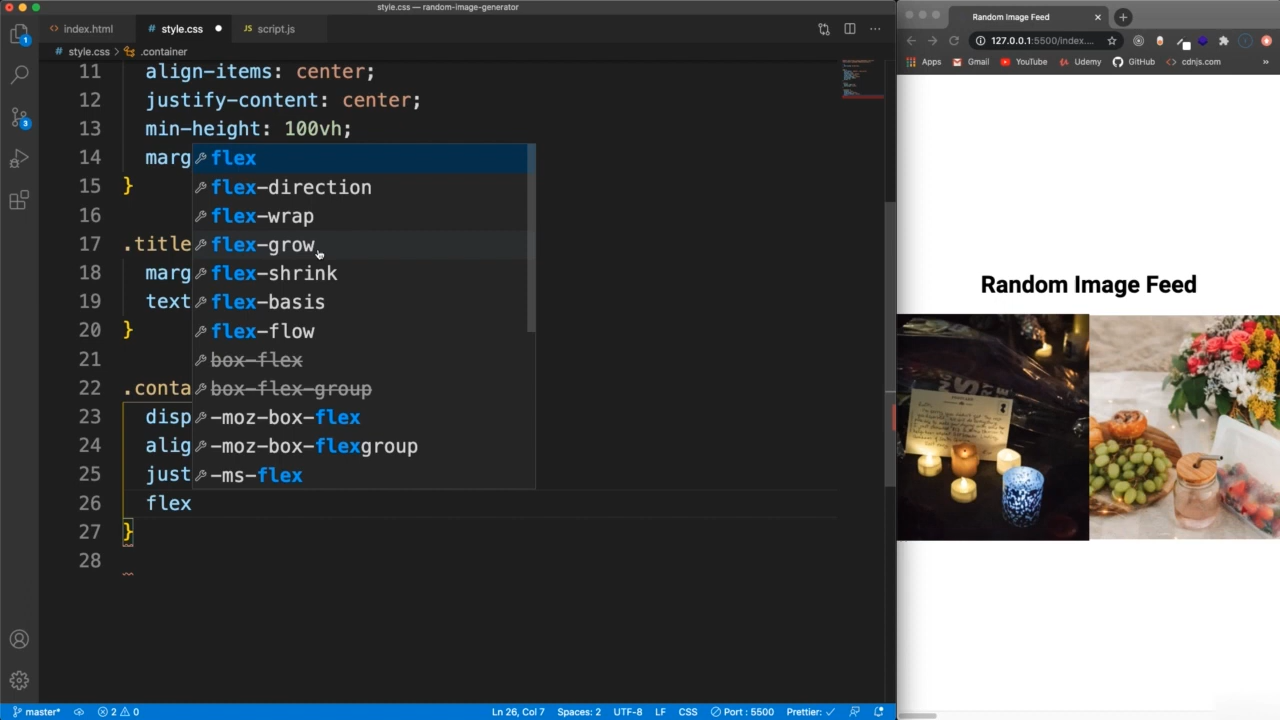 style.css — random-image-generator
index.html
style.css
script.js
style.css > .container
11 align-items: center;
12 justify-content: center;
13 min-height: 100vh;
14 marg
15 }
16
17 .title
18 marg
19 text
20 }
21
22 .conta
23 disp
24 alig
25 just
26 flex
27 }
28
flex
flex-direction
flex-wrap
flex-grow
flex-shrink
flex-basis
flex-flow
box-flex
box-flex-group
-moz-box-flex
-moz-box-flexgroup
-ms-flex
1
3
master* 2 0 Ln 26, Col 7 Spaces: 2 UTF-8 LF CSS Port : 5500 Prettier: ✓
Random Image Feed
127.0.0.1:5500/index....
Apps Gmail YouTube Udemy GitHub <> cdnjs.com »
Random Image Feed